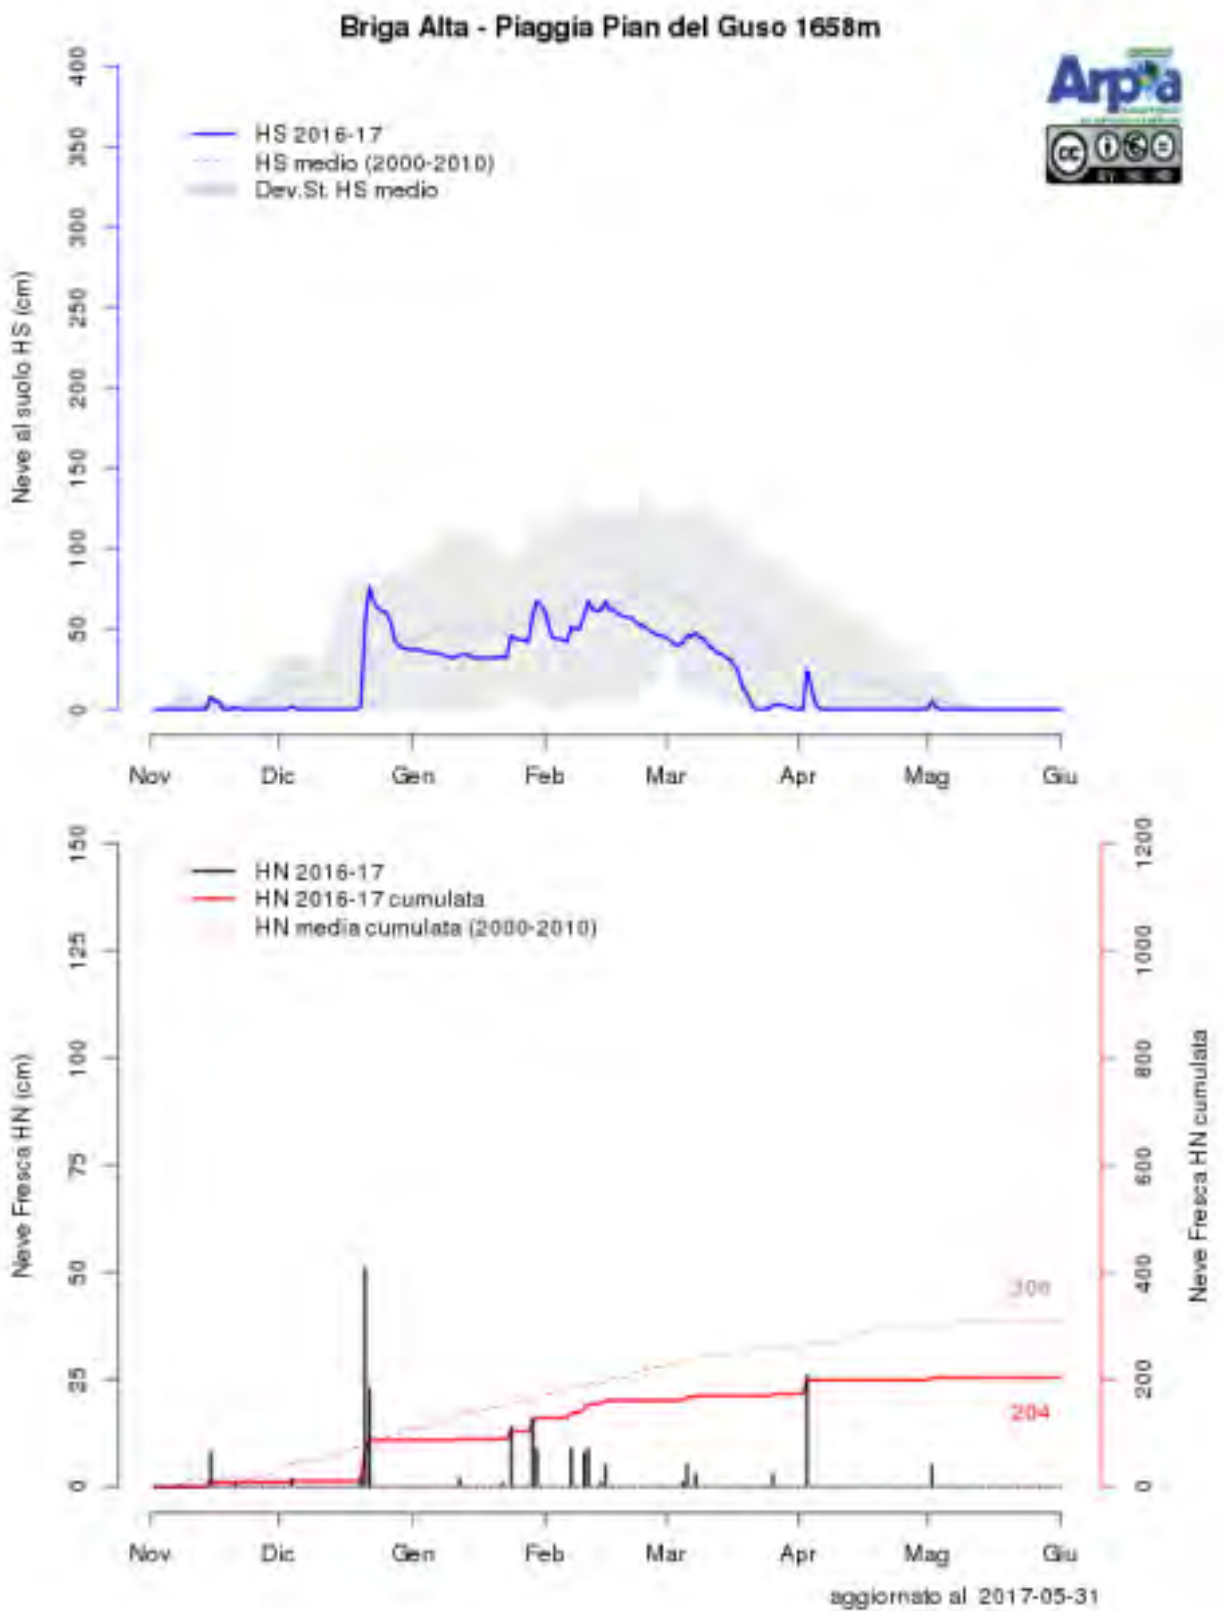 Briga Alta - Piaggia Pian del Guso 1658m
Arp a
cc
HS 2016-17
HS medio (2000-2010)
Dev.St. HS medio
Neve al suolo HS (cm)
400
350
300
250
200
150
100
50
0
Nov Dic Gen Feb Mar Apr Mag Giu
HN 2016-17
HN 2016-17 cumulata
HN media cumulata (2000-2010)
Neve Fresca HN (cm)
150
125
100
75
50
25
0
Neve Fresca HN cumulata
1200
1000
800
600
400
200
0
204
Nov Dic Gen Feb Mar Apr Mag Giu
aggiornato al 2017-05-31